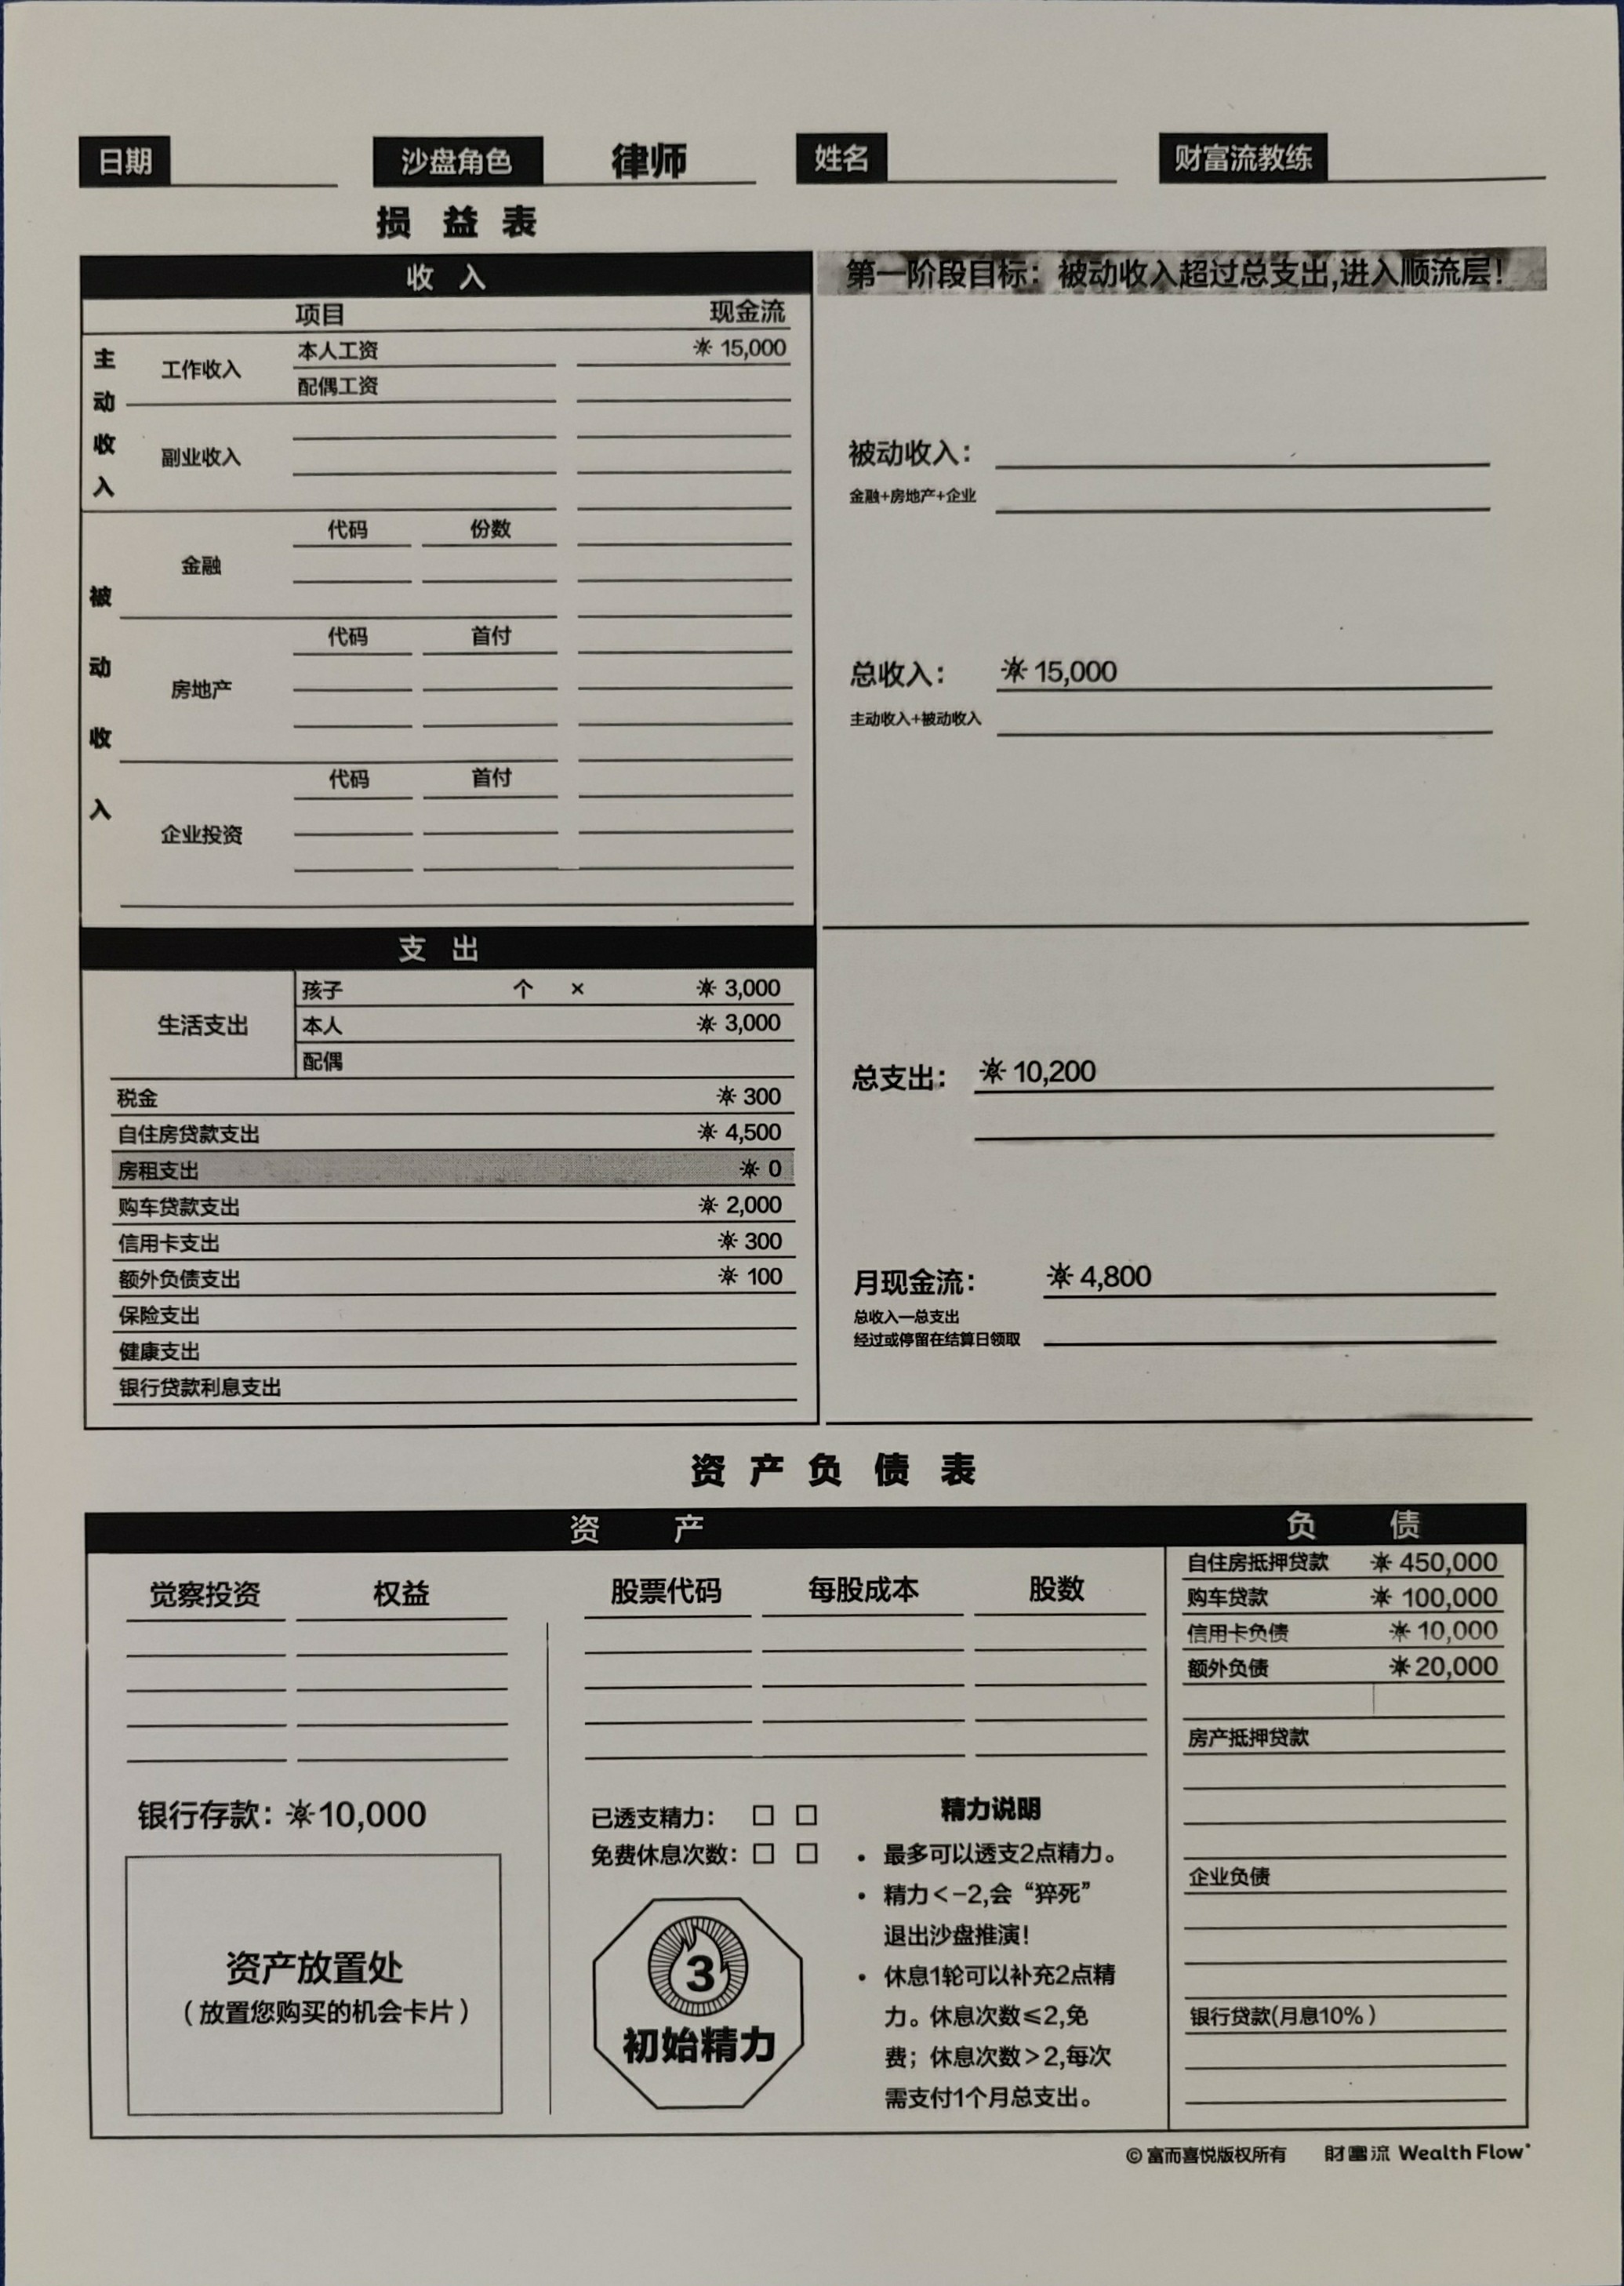 日期 沙盘角色 律师 姓名 财富流教练
损益表
收入
第一阶段目标：被动收入超过总支出,进入顺流层！
项目 现金流
主动收入
工作收入 本人工资 15,000
配偶工资
副业收入
被动收入
金融 代码 份数
房地产 代码 首付
企业投资 代码 首付
被动收入：
金融+房地产+企业
总收入： 15,000
主动收入+被动收入
支出
生活支出
孩子 个 × 3,000
本人 3,000
配偶
税金 300
自住房贷款支出 4,500
房租支出 0
购车贷款支出 2,000
信用卡支出 300
额外负债支出 100
保险支出
健康支出
银行贷款利息支出
总支出： 10,200
月现金流： 4,800
总收入—总支出
经过或停留在结算日领取
资产负债表
资产 负债
觉察投资 权益 股票代码 每股成本 股数
银行存款：10,000
资产放置处
（放置您购买的机会卡片）
已透支精力：□ □
免费休息次数：□ □
3
初始精力
精力说明
• 最多可以透支2点精力。
• 精力<-2,会“猝死”
退出沙盘推演！
• 休息1轮可以补充2点精
力。休息次数≤2,免
费；休息次数>2,每次
需支付1个月总支出。
自住房抵押贷款 450,000
购车贷款 100,000
信用卡负债 10,000
额外负债 20,000
房产抵押贷款
企业负债
银行贷款(月息10%)
© 富而喜悦版权所有 財富流 Wealth Flow